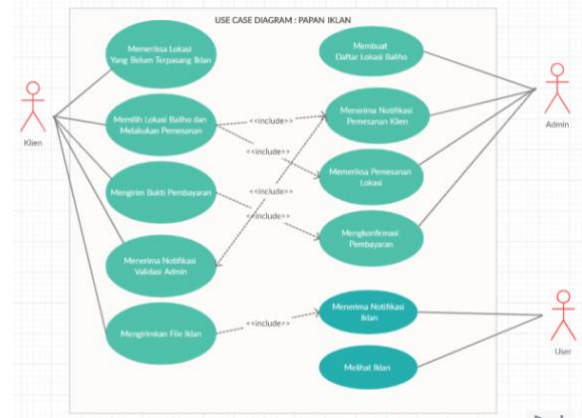 USE CASE DIAGRAM : PAPAN IKLAN
Memeriksa Lokasi
Yang Belum Terpasang Iklan
Membuat
Daftar Lokasi Baliho
Klien
Memilih Lokasi Baliho dan
Melakukan Pemesanan
<<include>>
Menerima Notifikasi
Pemesanan Klien
Admin
<<include>>
Memeriksa Pemesanan
Lokasi
Mengirim Bukti Pembayaran
<<include>>
<<include>>
Mengkonfirmasi
Pembayaran
Menerima Notifikasi
Validasi Admin
Mengirimkan File Iklan
<<include>>
Menerima Notifikasi
Iklan
User
Melihat Iklan